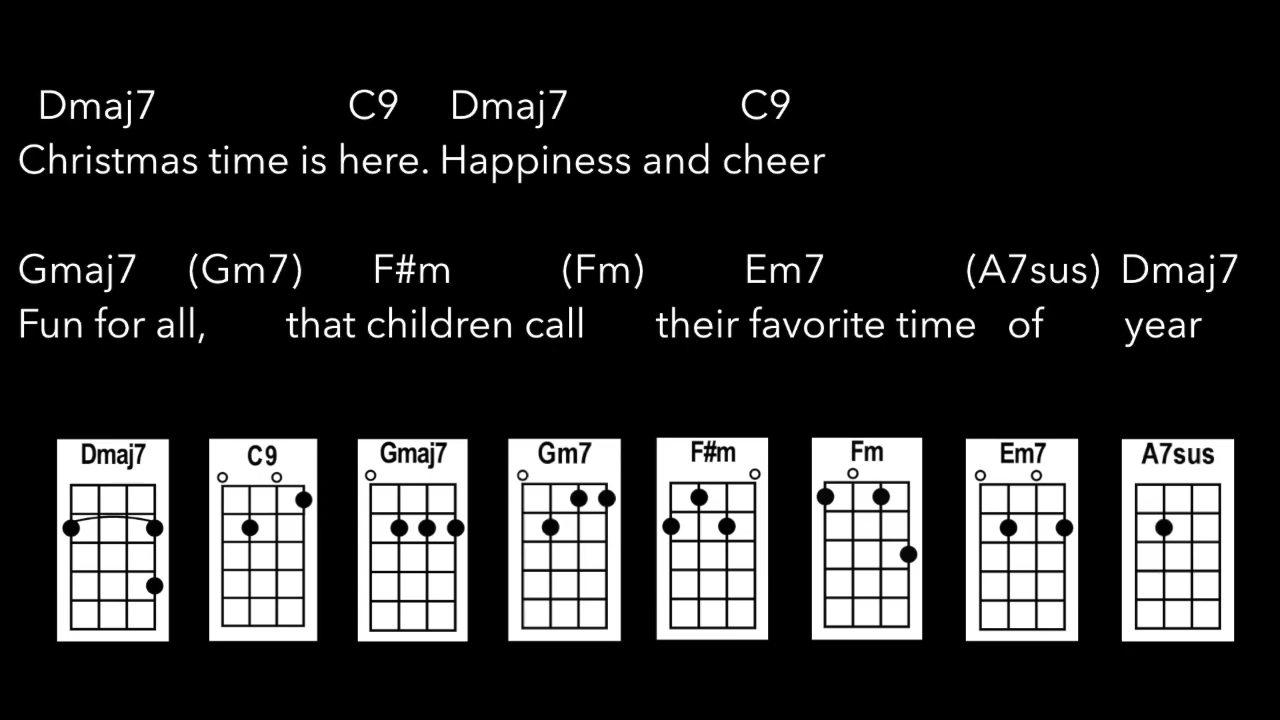 Dmaj7 C9 Dmaj7 C9
Christmas time is here. Happiness and cheer
Gmaj7 (Gm7) F#m (Fm) Em7 (A7sus) Dmaj7
Fun for all, that children call their favorite time of year
Dmaj7 C9 Gmaj7 Gm7 F#m Fm Em7 A7sus